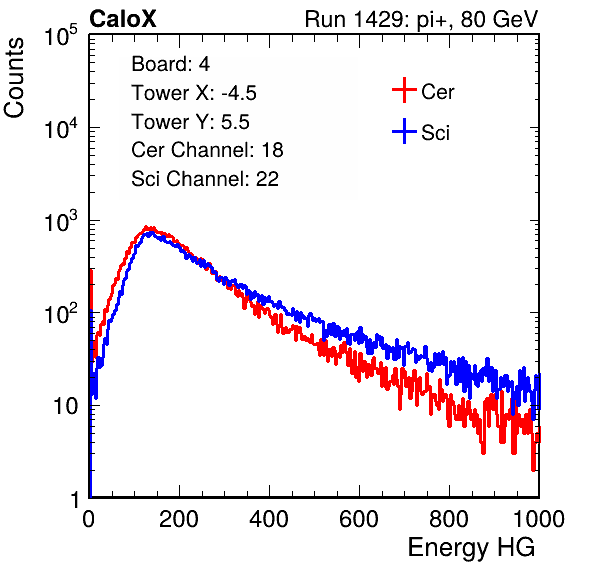 CaloX Run 1429: pi+, 80 GeV
Counts
10^5
10^4
10^3
10^2
10
1
Board: 4
Tower X: -4.5
Tower Y: 5.5
Cer Channel: 18
Sci Channel: 22
Cer
Sci
0 200 400 600 800 1000
Energy HG